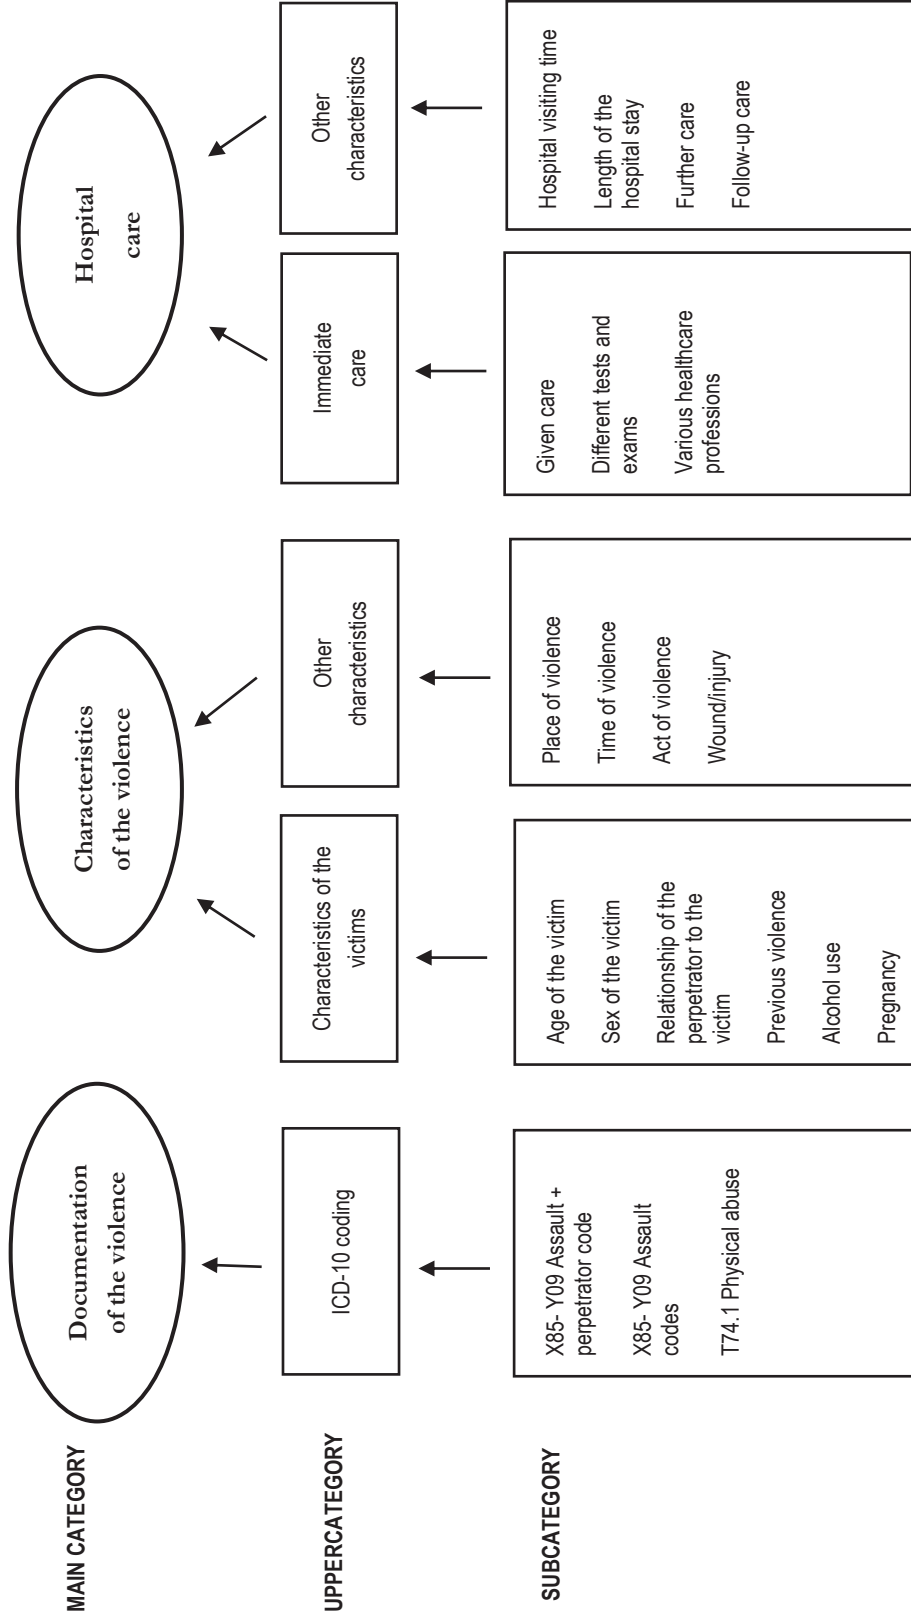 MAIN CATEGORY
Documentation
of the violence
Characteristics
of the violence
Hospital
care
UPPERCATEGORY
ICD-10 coding
Characteristics of the
victims
Other
characteristics
Immediate
care
Other
characteristics
SUBCATEGORY
X85- Y09 Assault +
perpetrator code
X85- Y09 Assault
codes
T74.1 Physical abuse
Age of the victim
Sex of the victim
Relationship of the
perpetrator to the
victim
Previous violence
Alcohol use
Pregnancy
Place of violence
Time of violence
Act of violence
Wound/injury
Given care
Different tests and
exams
Various healthcare
professions
Hospital visiting time
Length of the
hospital stay
Further care
Follow-up care